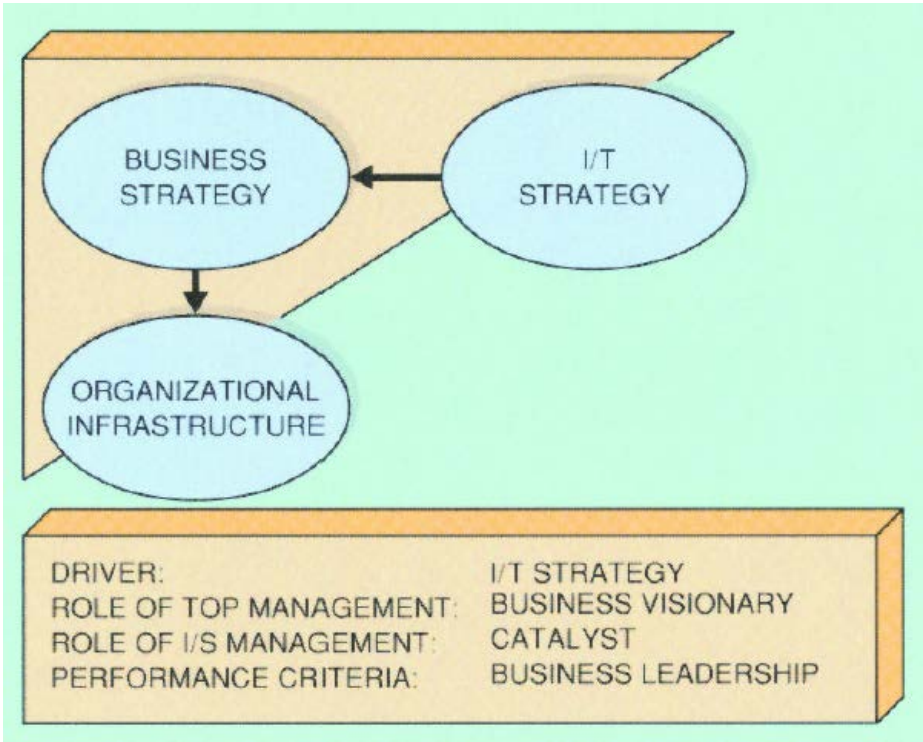 BUSINESS
STRATEGY
I/T
STRATEGY
ORGANIZATIONAL
INFRASTRUCTURE
DRIVER: I/T STRATEGY
ROLE OF TOP MANAGEMENT: BUSINESS VISIONARY
ROLE OF I/S MANAGEMENT: CATALYST
PERFORMANCE CRITERIA: BUSINESS LEADERSHIP